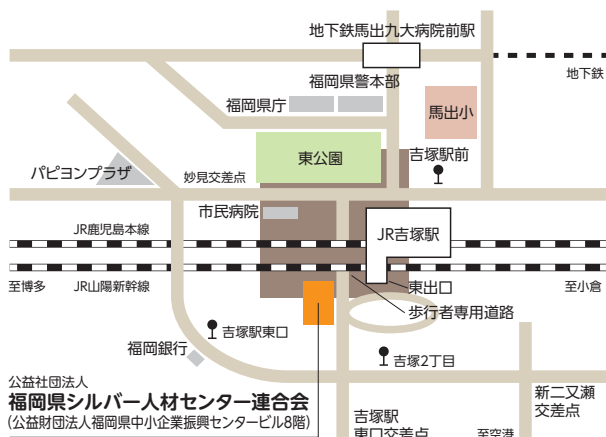 地下鉄馬出九大病院前駅
地下鉄
福岡県警本部
福岡県庁
馬出小
東公園
吉塚駅前
パピヨンプラザ
妙見交差点
市民病院
JR鹿児島本線
JR吉塚駅
至博多
JR山陽新幹線
東出口
至小倉
歩行者専用道路
吉塚駅東口
福岡銀行
吉塚2丁目
公益社団法人
福岡県シルバー人材センター連合会
(公益財団法人福岡県中小企業振興センタービル8階)
新二又瀬
交差点
吉塚駅
東口交差点
至空港